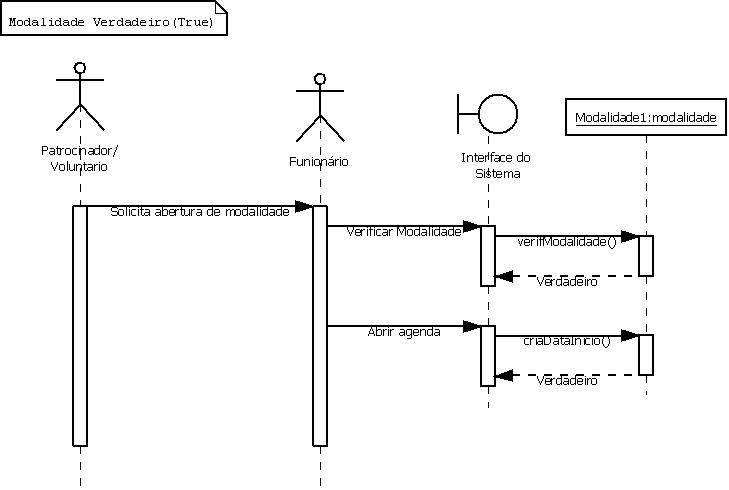 Modalidade Verdadeiro(True)
Patrocinador/
Voluntario
Funionário
Interface do
Sistema
Modalidade1:modalidade
Solicita abertura de modalidade
Verificar Modalidade
verifModalidade()
Verdadeiro
Abrir agenda
criaDataInicio()
Verdadeiro